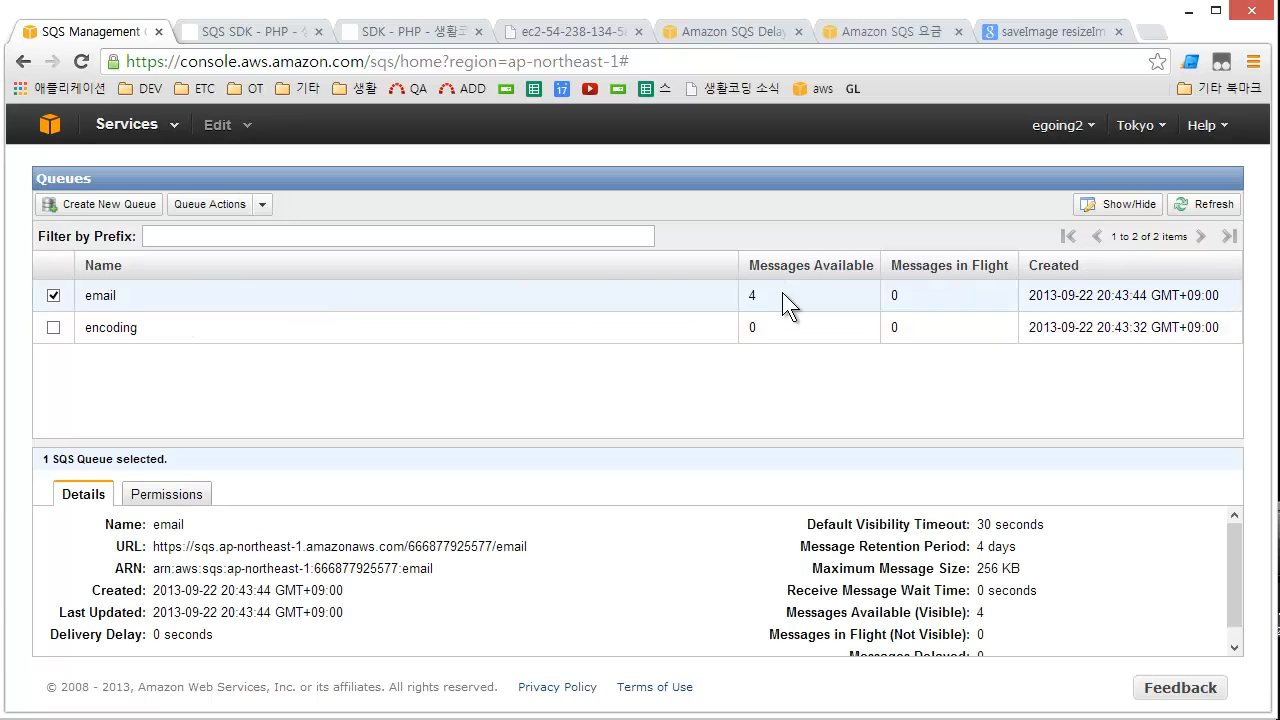 SQS Management
SQS SDK - PHP -
SDK - PHP - 생활코
ec2-54-238-134-5
Amazon SQS Dela
Amazon SQS 요금
saveImage resizeIm
https://console.aws.amazon.com/sqs/home?region=ap-northeast-1#
애플리케이션 DEV ETC OT 기타 생활 QA ADD 17 스 생활코딩 소식 aws GL 기타 북마크
Services Edit egoing2 Tokyo Help
Queues
Create New Queue Queue Actions Show/Hide Refresh
Filter by Prefix: 1 to 2 of 2 items
Name Messages Available Messages in Flight Created
email 4 0 2013-09-22 20:43:44 GMT+09:00
encoding 0 0 2013-09-22 20:43:32 GMT+09:00
1 SQS Queue selected.
Details Permissions
Name: email Default Visibility Timeout: 30 seconds
URL: https://sqs.ap-northeast-1.amazonaws.com/666877925577/email Message Retention Period: 4 days
ARN: arn:aws:sqs:ap-northeast-1:666877925577:email Maximum Message Size: 256 KB
Created: 2013-09-22 20:43:44 GMT+09:00 Receive Message Wait Time: 0 seconds
Last Updated: 2013-09-22 20:43:44 GMT+09:00 Messages Available (Visible): 4
Delivery Delay: 0 seconds Messages in Flight (Not Visible): 0
Messages Delayed: 0
© 2008 - 2013, Amazon Web Services, Inc. or its affiliates. All rights reserved. Privacy Policy Terms of Use Feedback